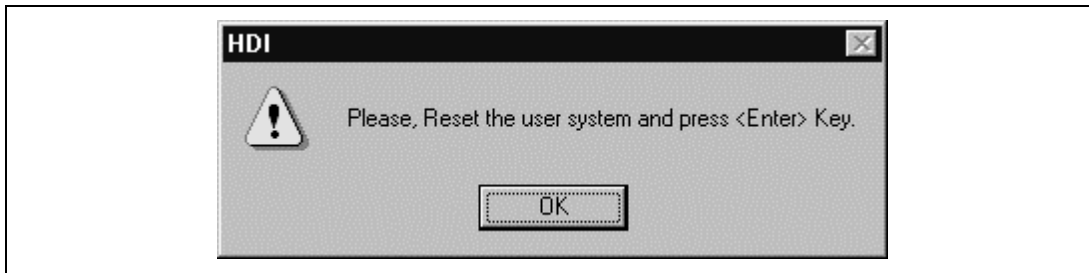 HDI
Please, Reset the user system and press <Enter> Key.
OK